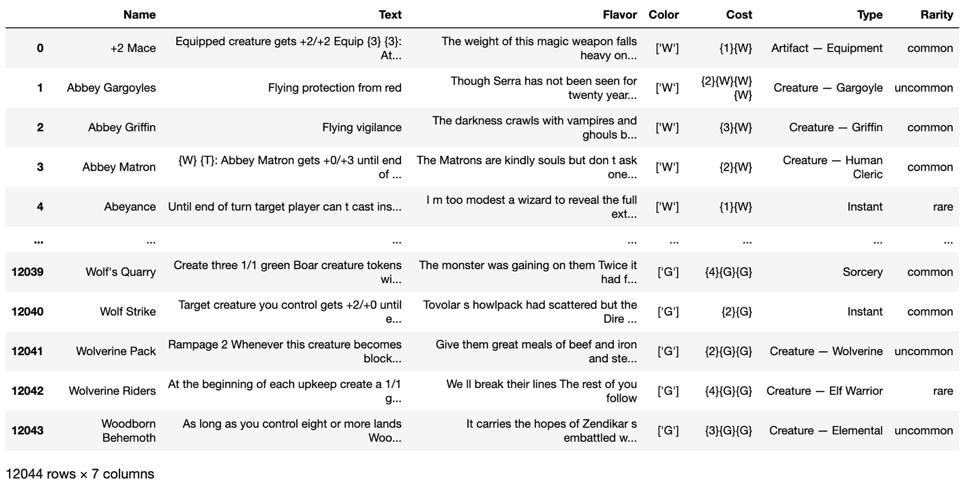 Name Text Flavor Color Cost Type Rarity
0 +2 Mace Equipped creature gets +2/+2 Equip {3} {3}: At... The weight of this magic weapon falls heavy on... ['W'] {1}{W} Artifact — Equipment common
1 Abbey Gargoyles Flying protection from red Though Serra has not been seen for twenty year... ['W'] {2}{W}{W}{W} Creature — Gargoyle uncommon
2 Abbey Griffin Flying vigilance The darkness crawls with vampires and ghouls b... ['W'] {3}{W} Creature — Griffin common
3 Abbey Matron {W} {T}: Abbey Matron gets +0/+3 until end of ... The Matrons are kindly souls but don t ask one... ['W'] {2}{W} Creature — Human Cleric common
4 Abeyance Until end of turn target player can t cast ins... I m too modest a wizard to reveal the full ext... ['W'] {1}{W} Instant rare
... ... ... ... ... ... ... ...
12039 Wolf's Quarry Create three 1/1 green Boar creature tokens wi... The monster was gaining on them Twice it had f... ['G'] {4}{G}{G} Sorcery common
12040 Wolf Strike Target creature you control gets +2/+0 until e... Tovolar s howlpack had scattered but the Dire ... ['G'] {2}{G} Instant common
12041 Wolverine Pack Rampage 2 Whenever this creature becomes block... Give them great meals of beef and iron and ste... ['G'] {2}{G}{G} Creature — Wolverine uncommon
12042 Wolverine Riders At the beginning of each upkeep create a 1/1 g... We ll break their lines The rest of you follow ['G'] {4}{G}{G} Creature — Elf Warrior rare
12043 Woodborn Behemoth As long as you control eight or more lands Woo... It carries the hopes of Zendikar s embattled w... ['G'] {3}{G}{G} Creature — Elemental uncommon
12044 rows × 7 columns